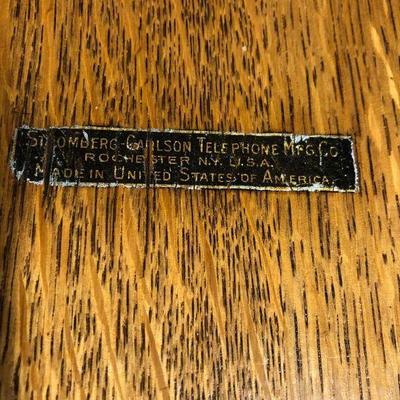 STROMBERG-CARLSON TELEPHONE MFG. CO.
ROCHESTER N.Y. U.S.A.
MADE IN UNITED STATES OF AMERICA.